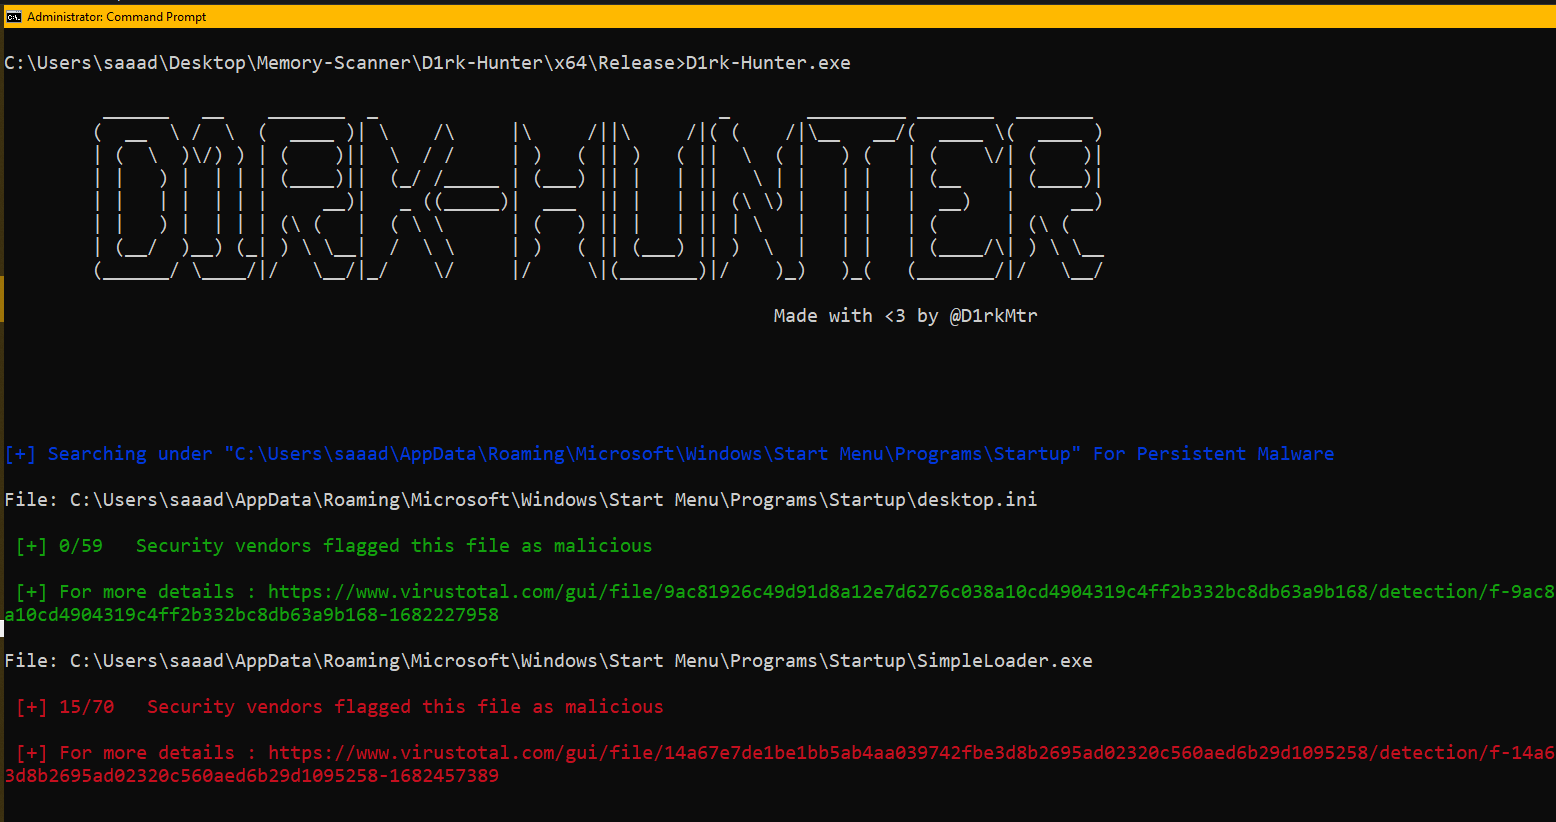 Administrator: Command Prompt
C:\Users\saaad\Desktop\Memory-Scanner\D1rk-Hunter\x64\Release>D1rk-Hunter.exe
D1RK-HUNTER
Made with <3 by @D1rkMtr
[+] Searching under "C:\Users\saaad\AppData\Roaming\Microsoft\Windows\Start Menu\Programs\Startup" For Persistent Malware
File: C:\Users\saaad\AppData\Roaming\Microsoft\Windows\Start Menu\Programs\Startup\desktop.ini
[+] 0/59   Security vendors flagged this file as malicious
[+] For more details : https://www.virustotal.com/gui/file/9ac81926c49d91d8a12e7d6276c038a10cd4904319c4ff2b332bc8db63a9b168/detection/f-9ac8
a10cd4904319c4ff2b332bc8db63a9b168-1682227958
File: C:\Users\saaad\AppData\Roaming\Microsoft\Windows\Start Menu\Programs\Startup\SimpleLoader.exe
[+] 15/70   Security vendors flagged this file as malicious
[+] For more details : https://www.virustotal.com/gui/file/14a67e7de1be1bb5ab4aa039742fbe3d8b2695ad02320c560aed6b29d1095258/detection/f-14a6
3d8b2695ad02320c560aed6b29d1095258-1682457389